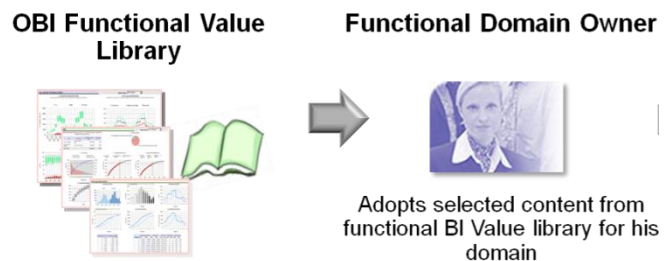 OBI Functional Value
Library
Functional Domain Owner
Adopts selected content from
functional BI Value library for his
domain